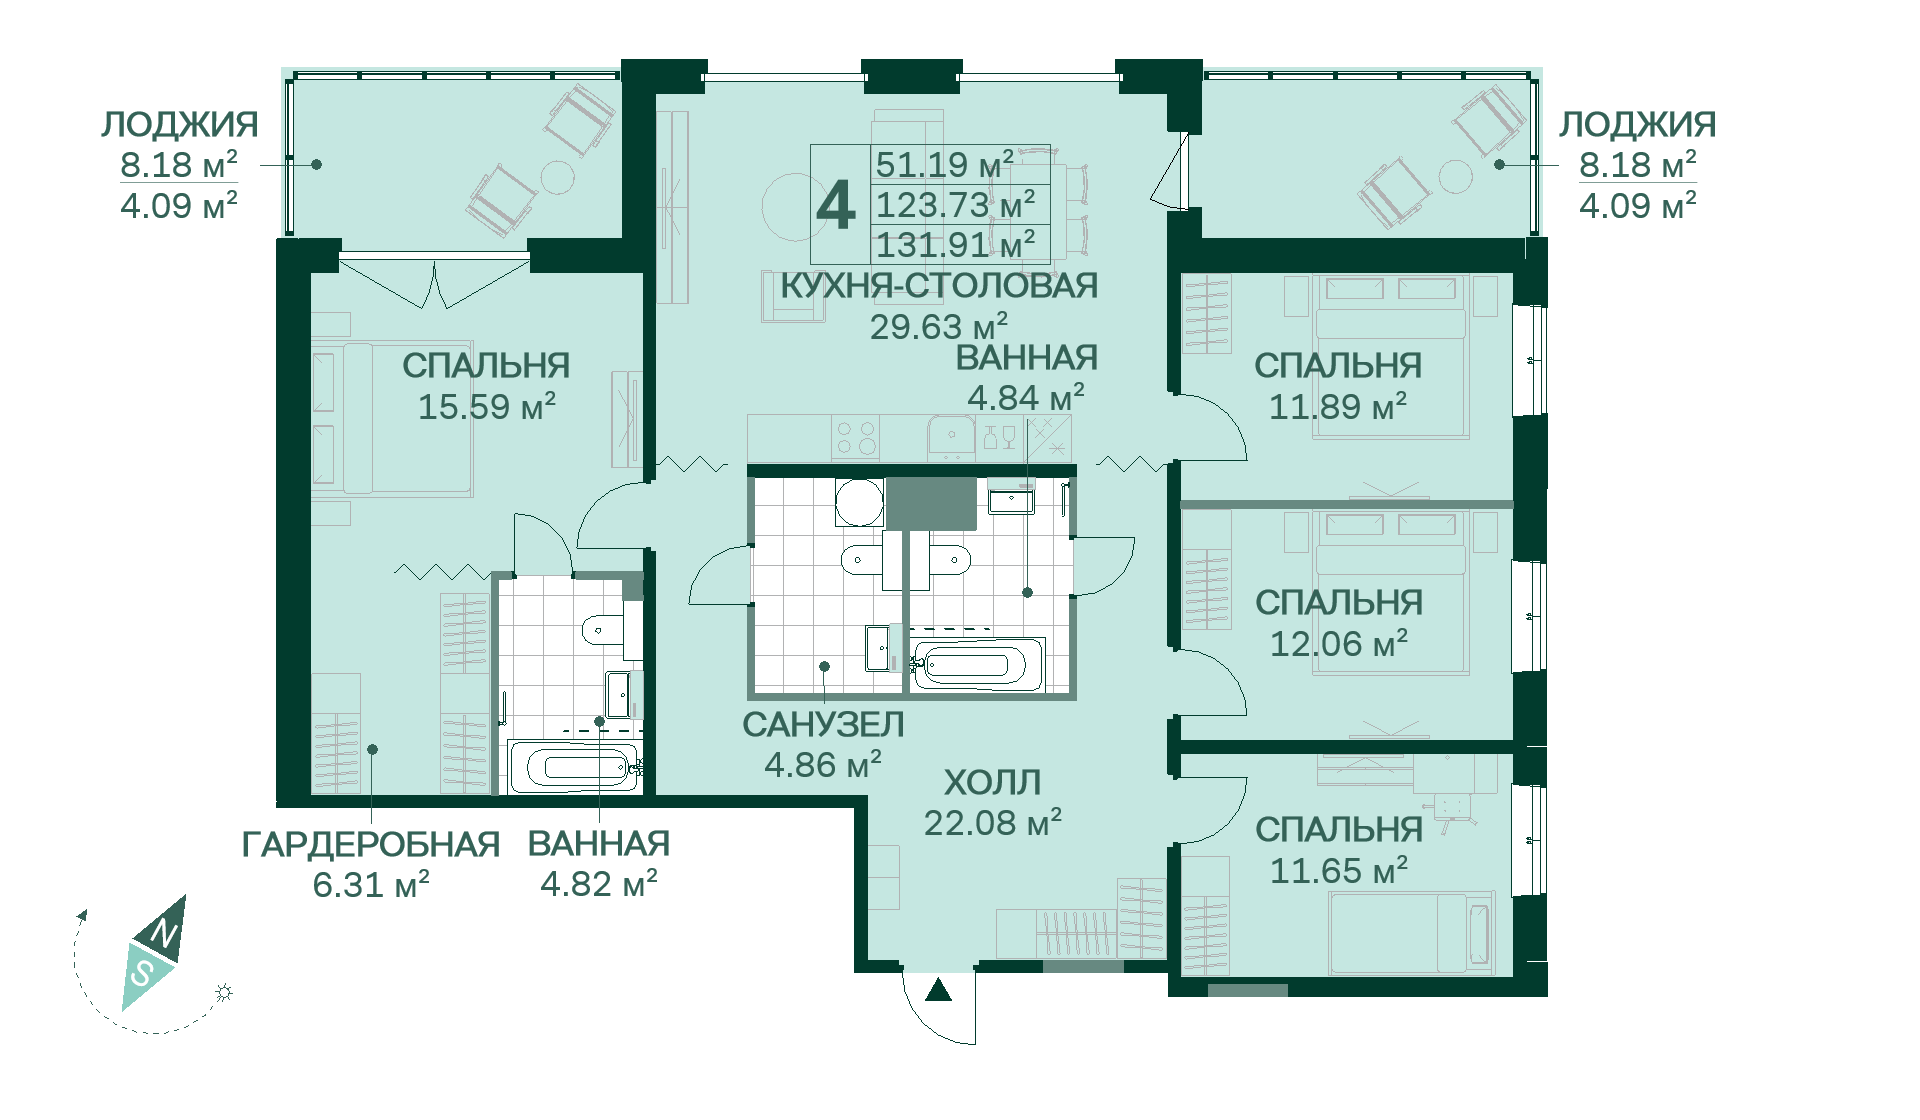 ЛОДЖИЯ
8.18 м²
4.09 м²
4
51.19 м²
123.73 м²
131.91 м²
КУХНЯ-СТОЛОВАЯ
29.63 м²
ЛОДЖИЯ
8.18 м²
4.09 м²
СПАЛЬНЯ
15.59 м²
ВАННАЯ
4.84 м²
СПАЛЬНЯ
11.89 м²
СПАЛЬНЯ
12.06 м²
САНУЗЕЛ
4.86 м²
ХОЛЛ
22.08 м²
СПАЛЬНЯ
11.65 м²
ГАРДЕРОБНАЯ
6.31 м²
ВАННАЯ
4.82 м²
N
S